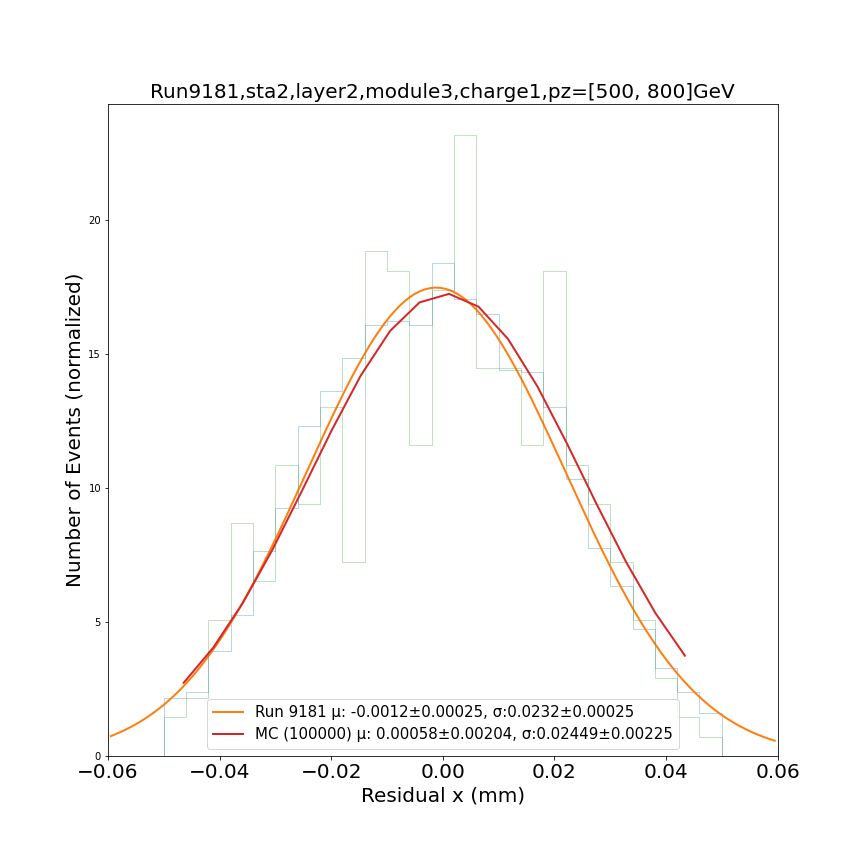 Run9181,sta2,layer2,module3,charge1,pz=[500, 800]GeV
Number of Events (normalized)
20
15
10
5
0
Run 9181 μ: -0.0012±0.00025, σ:0.0232±0.00025
MC (100000) μ: 0.00058±0.00204, σ:0.02449±0.00225
−0.06 −0.04 −0.02 0.00 0.02 0.04 0.06
Residual x (mm)